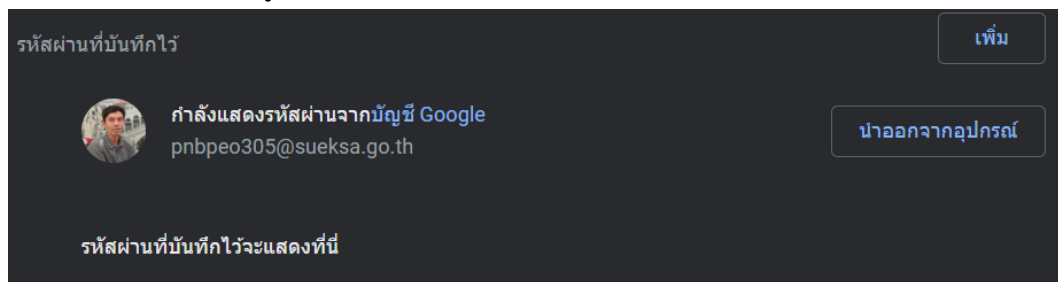 รหัสผ่านที่บันทึกไว้
เพิ่ม
กำลังแสดงรหัสผ่านจากบัญชี Google
pnbpeo305@sueksa.go.th
นำออกจากอุปกรณ์
รหัสผ่านที่บันทึกไว้จะแสดงที่นี่